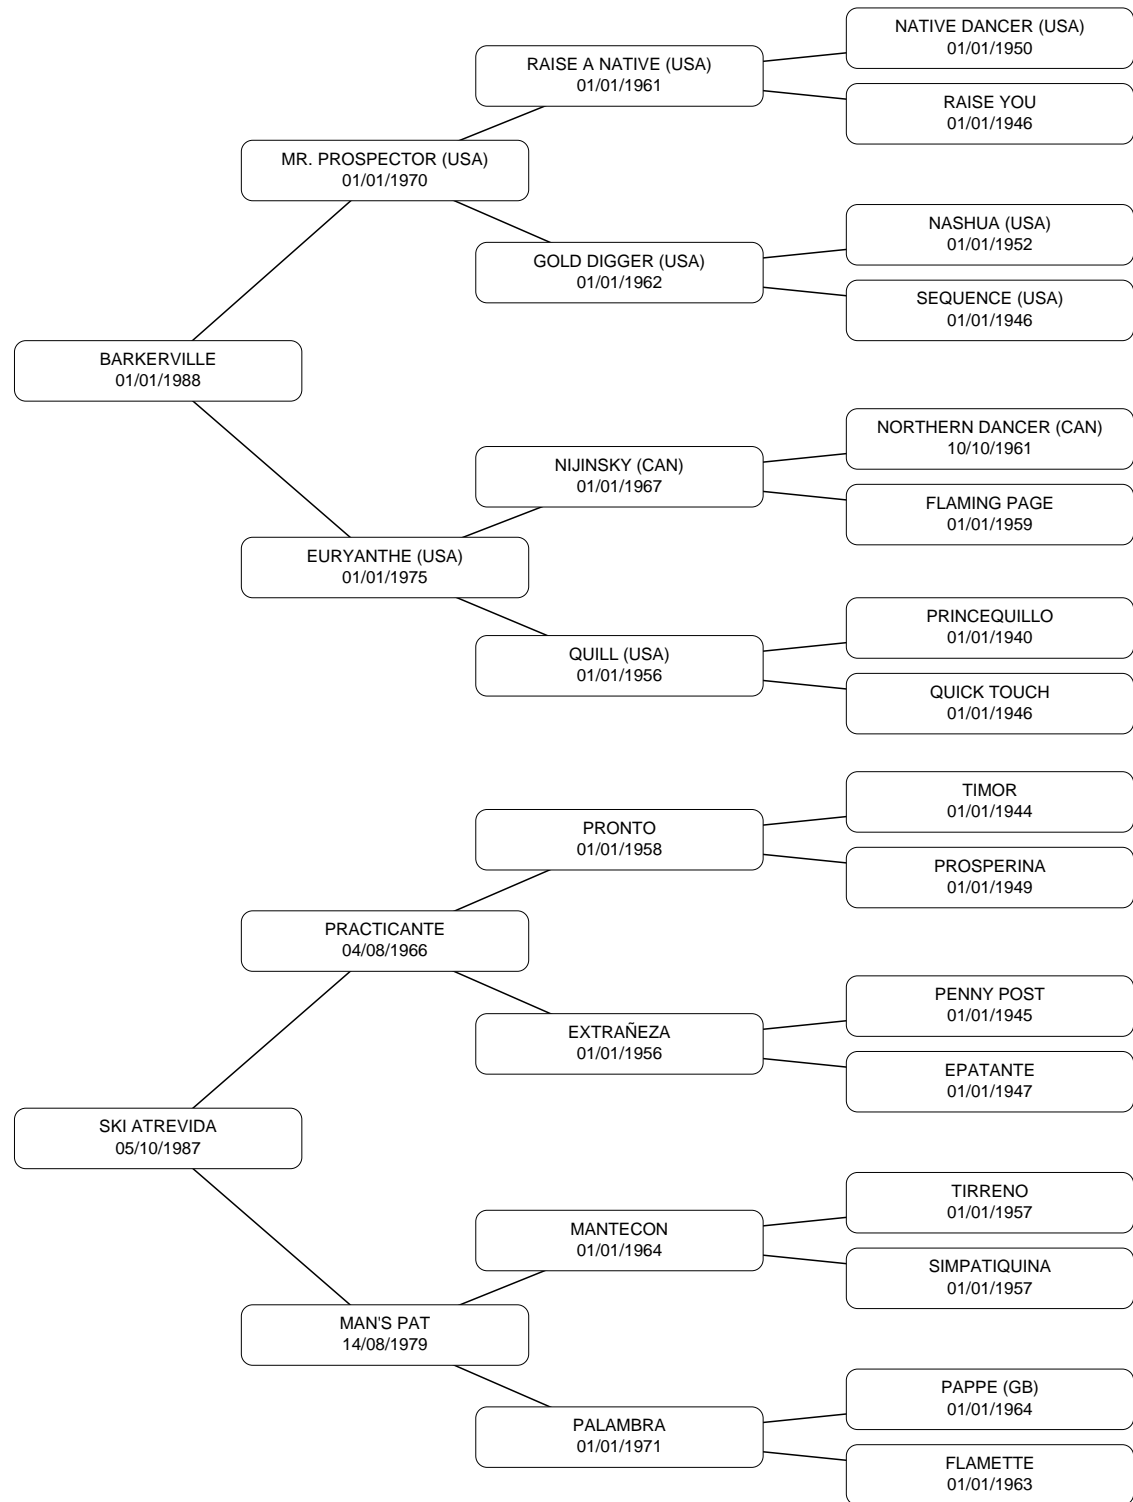 NATIVE DANCER (USA)
01/01/1950
RAISE A NATIVE (USA)
01/01/1961
RAISE YOU
01/01/1946
MR. PROSPECTOR (USA)
01/01/1970
NASHUA (USA)
01/01/1952
GOLD DIGGER (USA)
01/01/1962
SEQUENCE (USA)
01/01/1946
BARKERVILLE
01/01/1988
NORTHERN DANCER (CAN)
10/10/1961
NIJINSKY (CAN)
01/01/1967
FLAMING PAGE
01/01/1959
EURYANTHE (USA)
01/01/1975
PRINCEQUILLO
01/01/1940
QUILL (USA)
01/01/1956
QUICK TOUCH
01/01/1946
TIMOR
01/01/1944
PRONTO
01/01/1958
PROSPERINA
01/01/1949
PRACTICANTE
04/08/1966
PENNY POST
01/01/1945
EXTRAÑEZA
01/01/1956
EPATANTE
01/01/1947
SKI ATREVIDA
05/10/1987
TIRRENO
01/01/1957
MANTECON
01/01/1964
SIMPATIQUINA
01/01/1957
MAN'S PAT
14/08/1979
PAPPE (GB)
01/01/1964
PALAMBRA
01/01/1971
FLAMETTE
01/01/1963